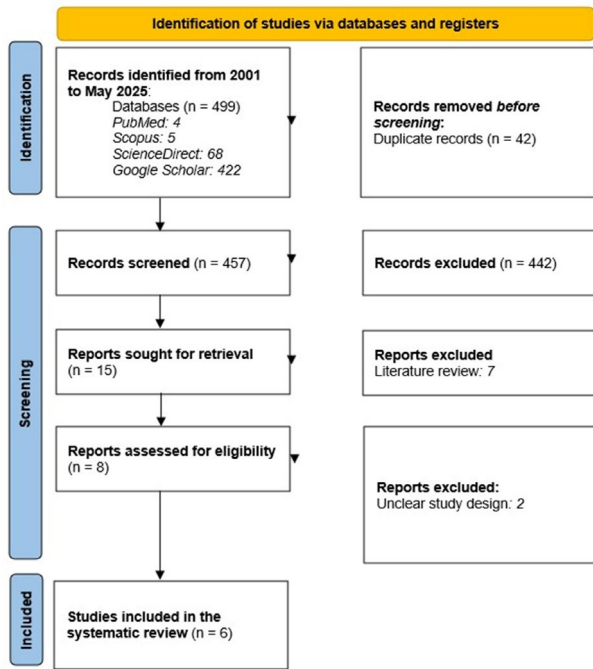 Identification of studies via databases and registers
Identification
Records identified from 2001
to May 2025:
Databases (n = 499)
PubMed: 4
Scopus: 5
ScienceDirect: 68
Google Scholar: 422
Records removed before
screening:
Duplicate records (n = 42)
Screening
Records screened (n = 457)
Records excluded (n = 442)
Reports sought for retrieval
(n = 15)
Reports excluded
Literature review: 7
Reports assessed for eligibility
(n = 8)
Reports excluded:
Unclear study design: 2
Included
Studies included in the
systematic review (n = 6)